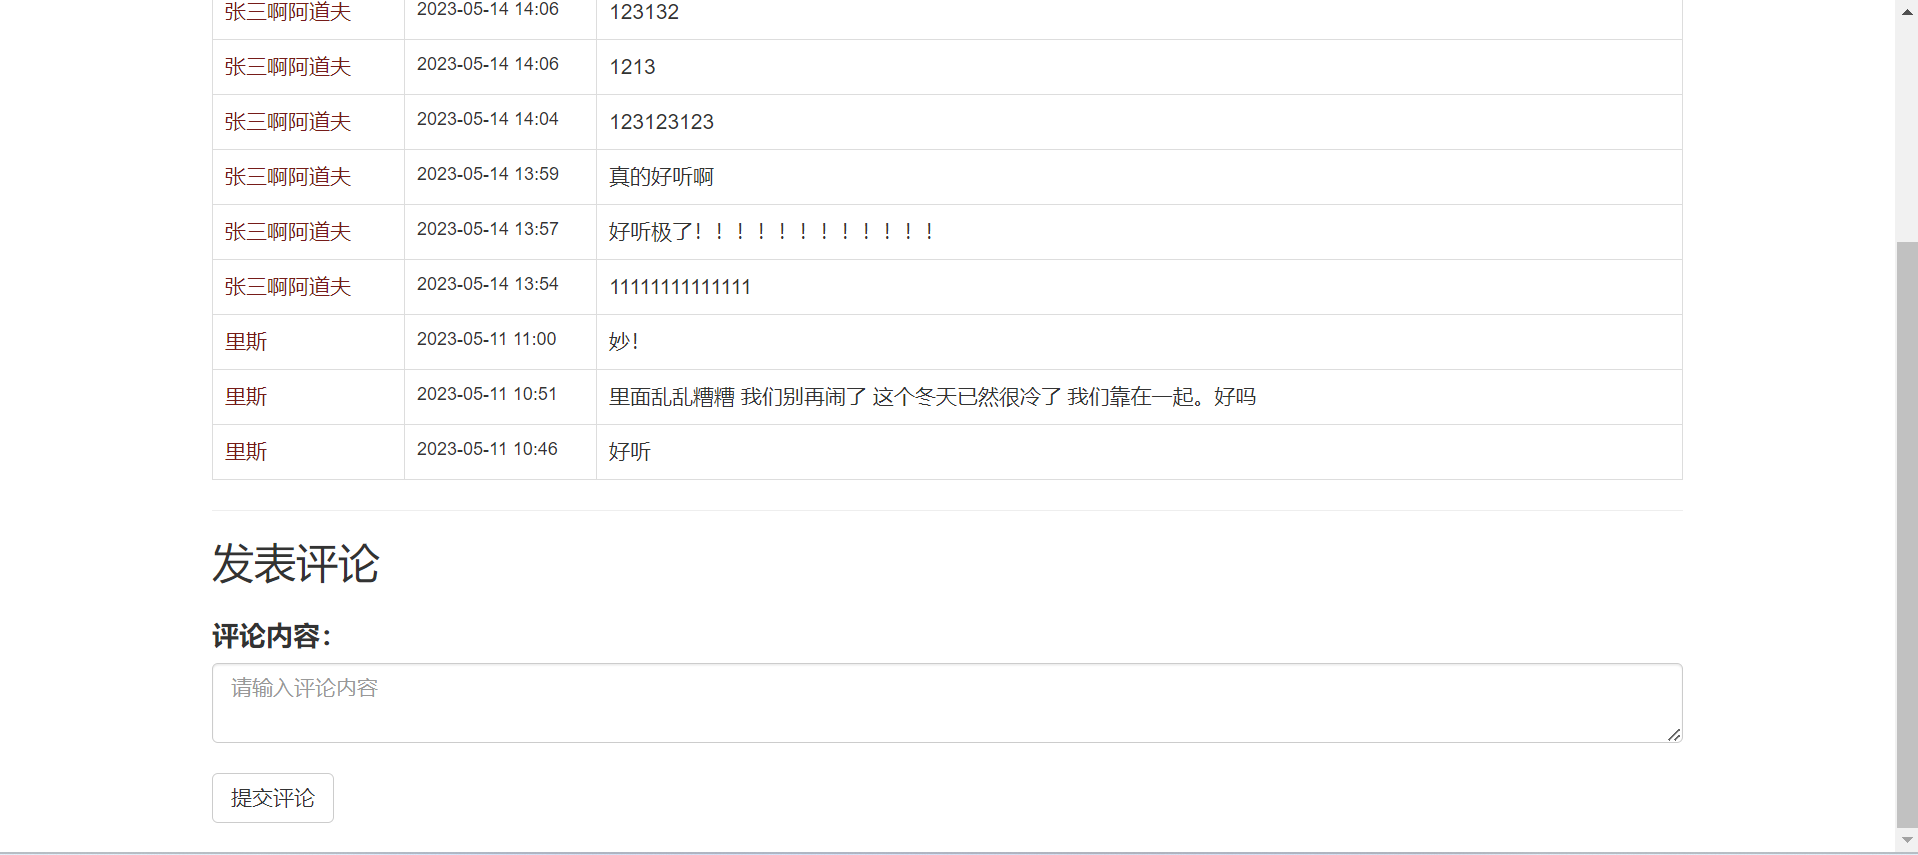 张三啊阿道夫 2023-05-14 14:06 123132
张三啊阿道夫 2023-05-14 14:06 1213
张三啊阿道夫 2023-05-14 14:04 123123123
张三啊阿道夫 2023-05-14 13:59 真的好听啊
张三啊阿道夫 2023-05-14 13:57 好听极了！！！！！！！！！！！！
张三啊阿道夫 2023-05-14 13:54 11111111111111
里斯 2023-05-11 11:00 妙！
里斯 2023-05-11 10:51 里面乱乱糟糟 我们别再闹了 这个冬天已然很冷了 我们靠在一起。好吗
里斯 2023-05-11 10:46 好听
发表评论
评论内容：
请输入评论内容
提交评论